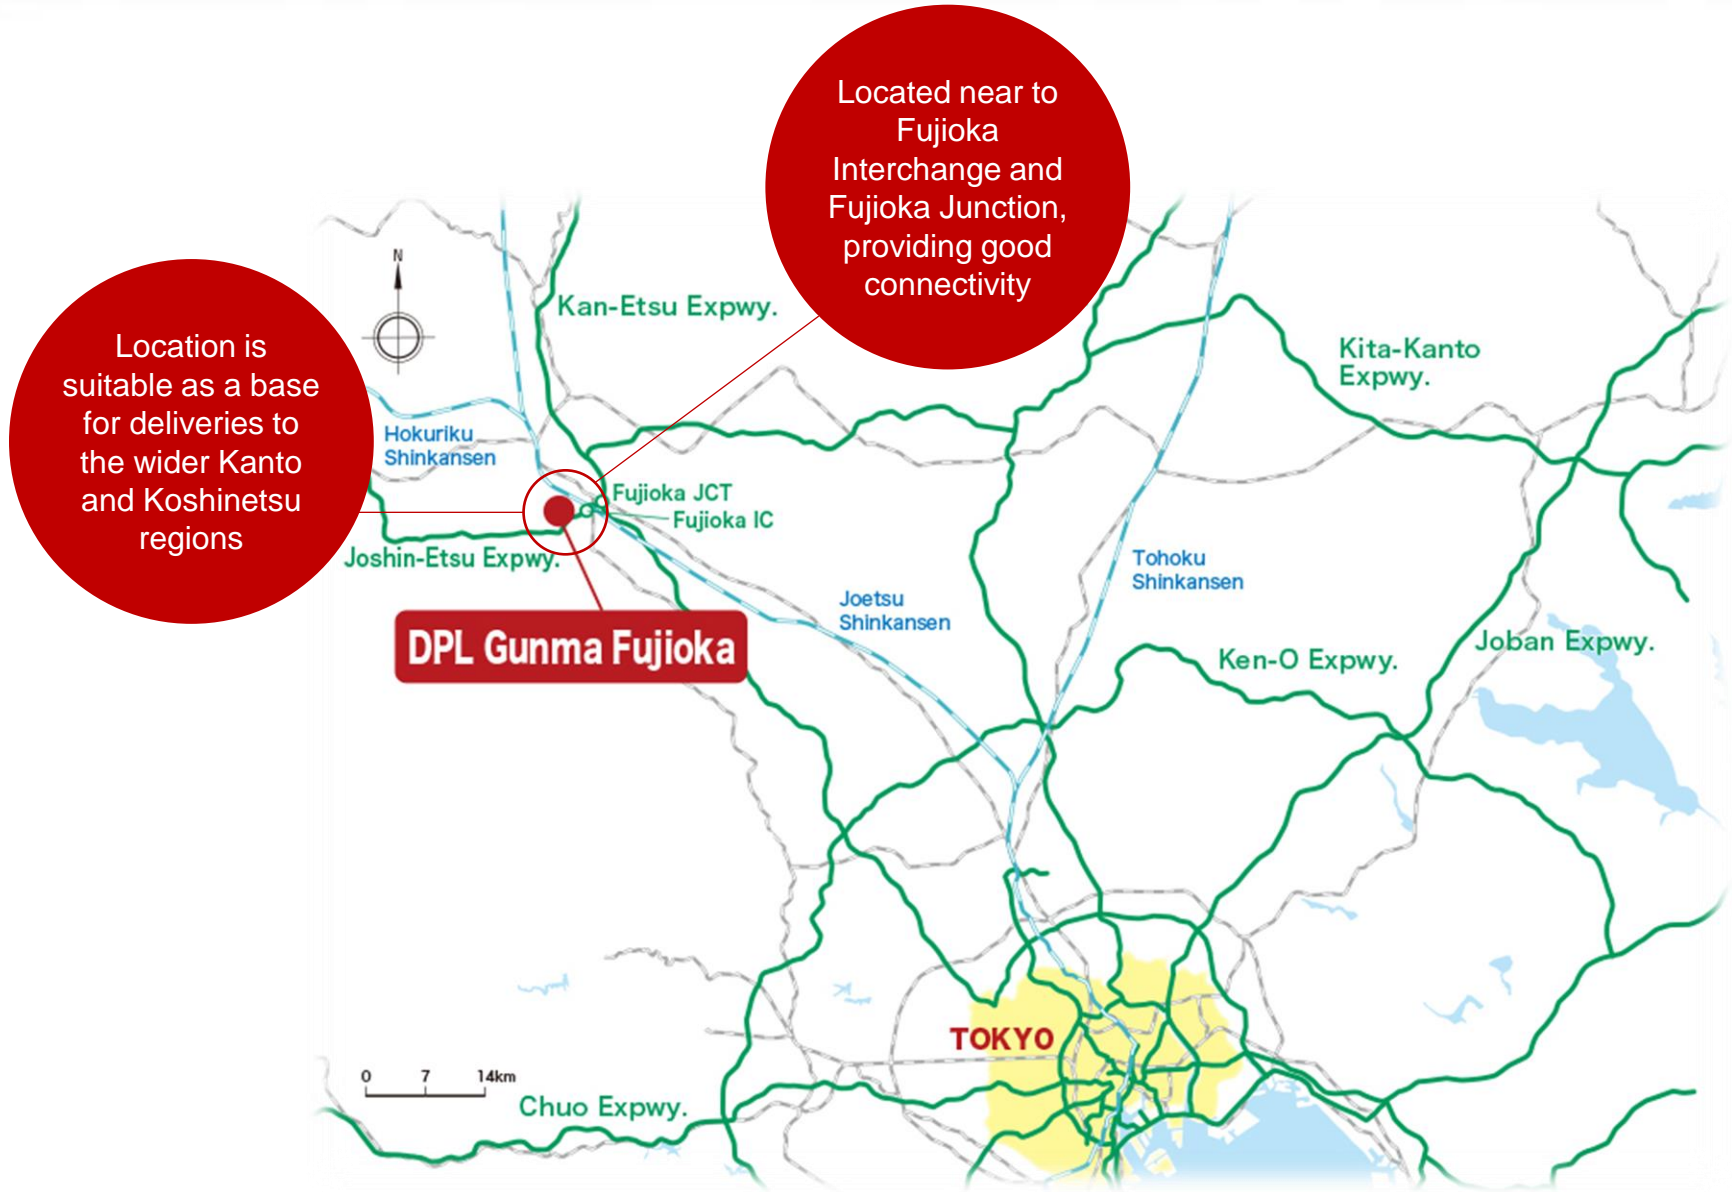 Located near to
Fujioka
Interchange and
Fujioka Junction,
providing good
connectivity
Location is
suitable as a base
for deliveries to
the wider Kanto
and Koshinetsu
regions
N
Kan-Etsu Expwy.
Kita-Kanto
Expwy.
Hokuriku
Shinkansen
Fujioka JCT
Fujioka IC
Joshin-Etsu Expwy.
Tohoku
Shinkansen
Joetsu
Shinkansen
DPL Gunma Fujioka
Ken-O Expwy.
Joban Expwy.
TOKYO
0 7 14km
Chuo Expwy.